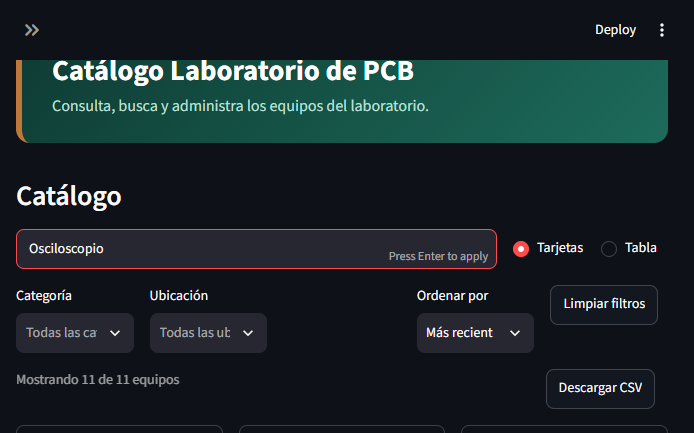 Deploy
Catálogo Laboratorio de PCB
Consulta, busca y administra los equipos del laboratorio.
Catálogo
Osciloscopio
Press Enter to apply
Tarjetas
Tabla
Categoría
Ubicación
Ordenar por
Limpiar filtros
Todas las ca
Todas las ub
Más recient
Mostrando 11 de 11 equipos
Descargar CSV